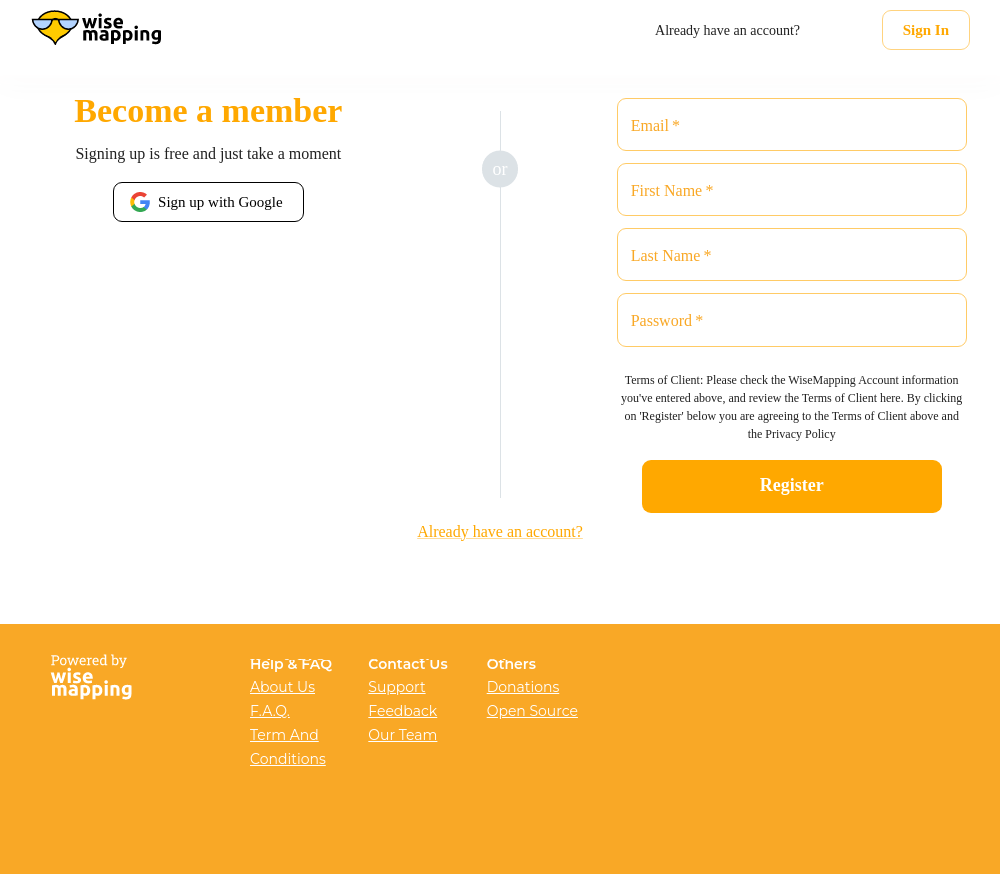 wise
mapping
Already have an account?
Sign In
Become a member
Signing up is free and just take a moment
Sign up with Google
or
Email *
First Name *
Last Name *
Password *
Terms of Client: Please check the WiseMapping Account information
you've entered above, and review the Terms of Client here. By clicking
on 'Register' below you are agreeing to the Terms of Client above and
the Privacy Policy
Register
Already have an account?
Powered by
wise
mapping
Help & FAQ
About Us
F.A.Q.
Term And
Conditions
Contact Us
Support
Feedback
Our Team
Others
Donations
Open Source